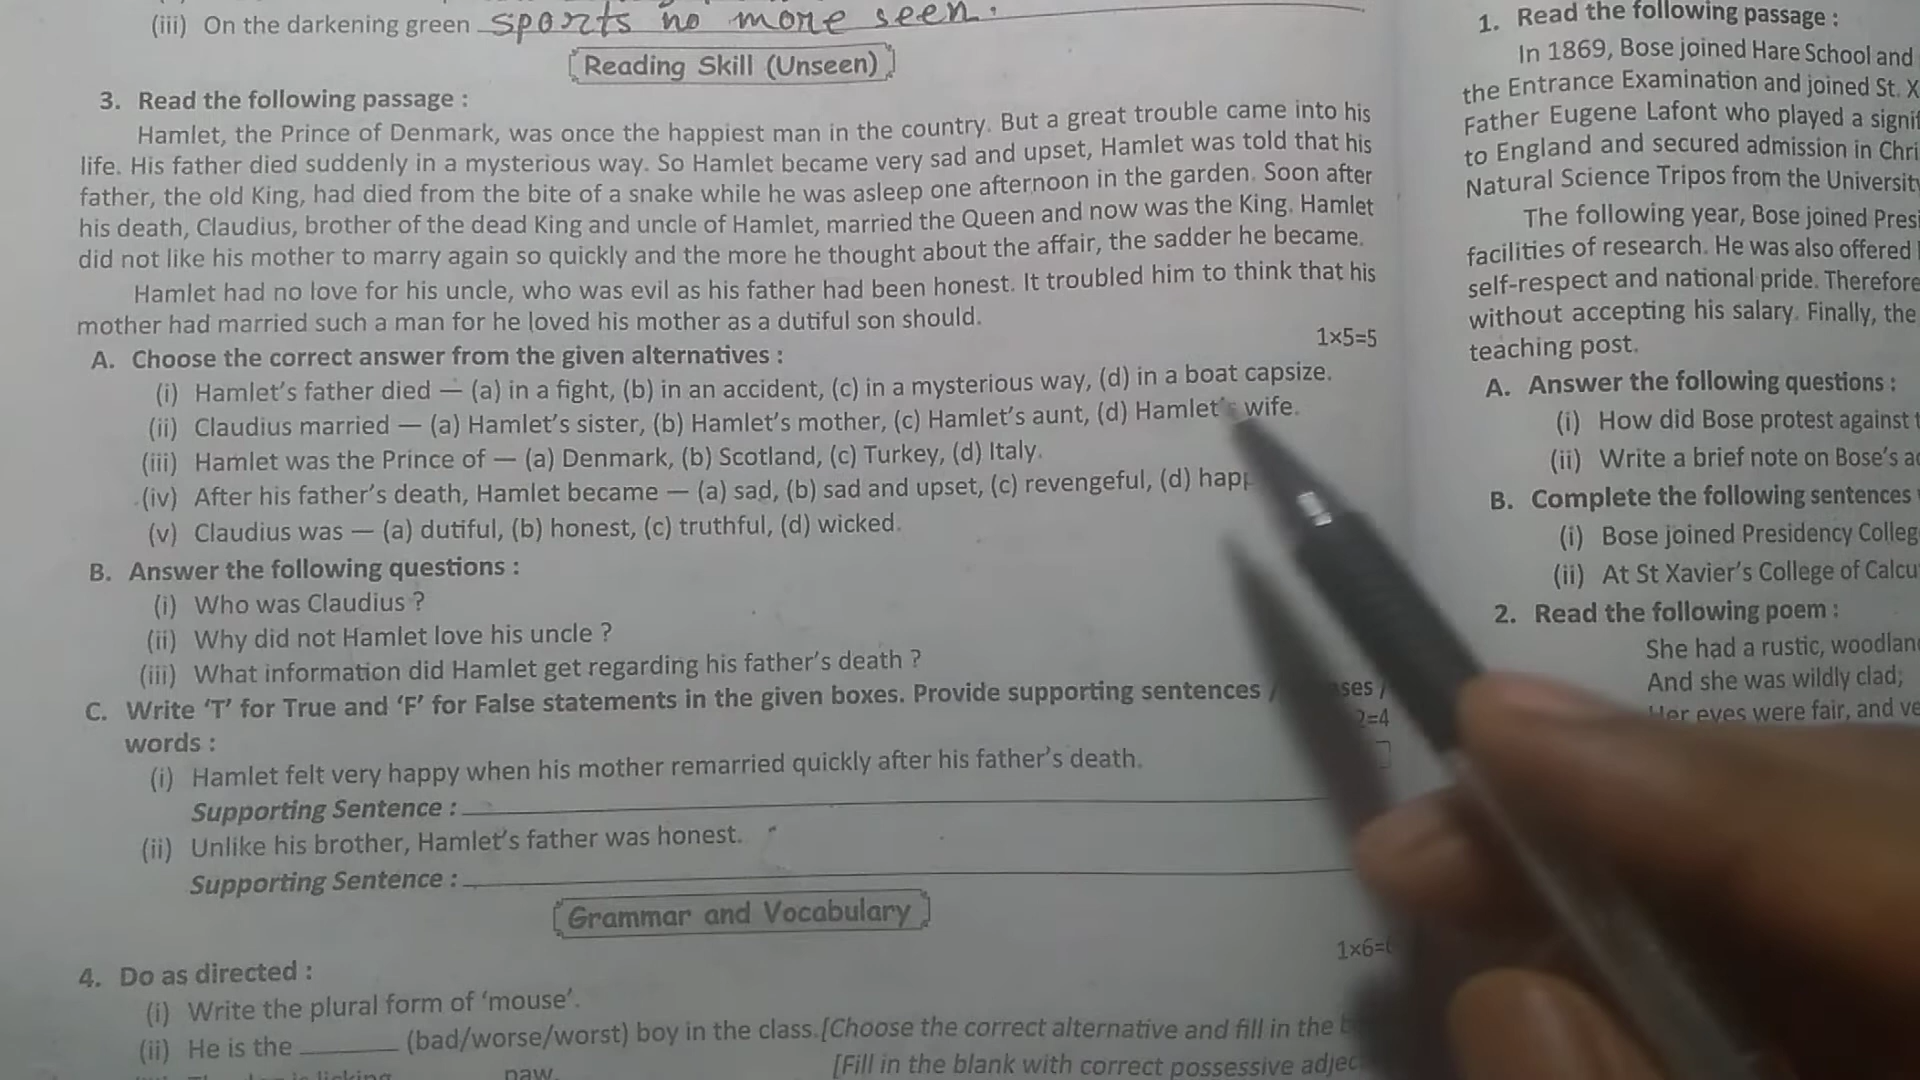 (iii) On the darkening green sports no more seen.
Reading Skill (Unseen)
3. Read the following passage :
Hamlet, the Prince of Denmark, was once the happiest man in the country. But a great trouble came into his
life. His father died suddenly in a mysterious way. So Hamlet became very sad and upset, Hamlet was told that his
father, the old King, had died from the bite of a snake while he was asleep one afternoon in the garden. Soon after
his death, Claudius, brother of the dead King and uncle of Hamlet, married the Queen and now was the King. Hamlet
did not like his mother to marry again so quickly and the more he thought about the affair, the sadder he became.
Hamlet had no love for his uncle, who was evil as his father had been honest. It troubled him to think that his
mother had married such a man for he loved his mother as a dutiful son should.
A. Choose the correct answer from the given alternatives : 1×5=5
(i) Hamlet's father died — (a) in a fight, (b) in an accident, (c) in a mysterious way, (d) in a boat capsize.
(ii) Claudius married — (a) Hamlet's sister, (b) Hamlet's mother, (c) Hamlet's aunt, (d) Hamlet's wife.
(iii) Hamlet was the Prince of — (a) Denmark, (b) Scotland, (c) Turkey, (d) Italy.
(iv) After his father's death, Hamlet became — (a) sad, (b) sad and upset, (c) revengeful, (d)
(v) Claudius was — (a) dutiful, (b) honest, (c) truthful, (d) wicked.
B. Answer the following questions :
(i) Who was Claudius ?
(ii) Why did not Hamlet love his uncle ?
(iii) What information did Hamlet get regarding his father's death ?
C. Write 'T' for True and 'F' for False statements in the given boxes. Provide supporting sentences /
words : 2=4
(i) Hamlet felt very happy when his mother remarried quickly after his father's death.
Supporting Sentence :
(ii) Unlike his brother, Hamlet's father was honest.
Supporting Sentence :
Grammar and Vocabulary
4. Do as directed : 1×6=
(i) Write the plural form of 'mouse'.
(ii) He is the ________ (bad/worse/worst) boy in the class.[Choose the correct alternative and fill in the
paw. [Fill in the blank with correct possessive
1. Read the following passage :
In 1869, Bose joined Hare School and
the Entrance Examination and joined St. X
Father Eugene Lafont who played a
to England and secured admission in
Natural Science Tripos from the
The following year, Bose joined
facilities of research. He was also offered
self-respect and national pride. Therefore
without accepting his salary. Finally, the
teaching post.
A. Answer the following questions :
(i) How did Bose protest against
(ii) Write a brief note on Bose's
B. Complete the following sentences
(i) Bose joined Presidency
(ii) At St Xavier's College of
2. Read the following poem :
She had a rustic,
And she was wildly clad;
Her eyes were fair, and